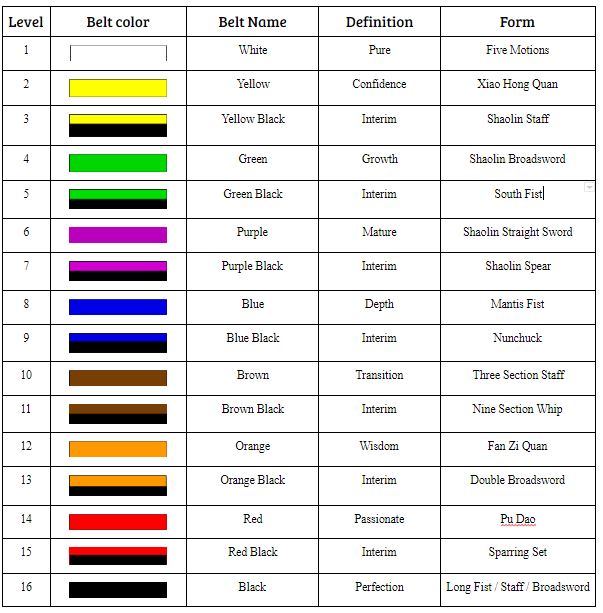 Level Belt color Belt Name Definition Form
1 White Pure Five Motions
2 Yellow Confidence Xiao Hong Quan
3 Yellow Black Interim Shaolin Staff
4 Green Growth Shaolin Broadsword
5 Green Black Interim South Fist
6 Purple Mature Shaolin Straight Sword
7 Purple Black Interim Shaolin Spear
8 Blue Depth Mantis Fist
9 Blue Black Interim Nunchuck
10 Brown Transition Three Section Staff
11 Brown Black Interim Nine Section Whip
12 Orange Wisdom Fan Zi Quan
13 Orange Black Interim Double Broadsword
14 Red Passionate Pu Dao
15 Red Black Interim Sparring Set
16 Black Perfection Long Fist / Staff / Broadsword